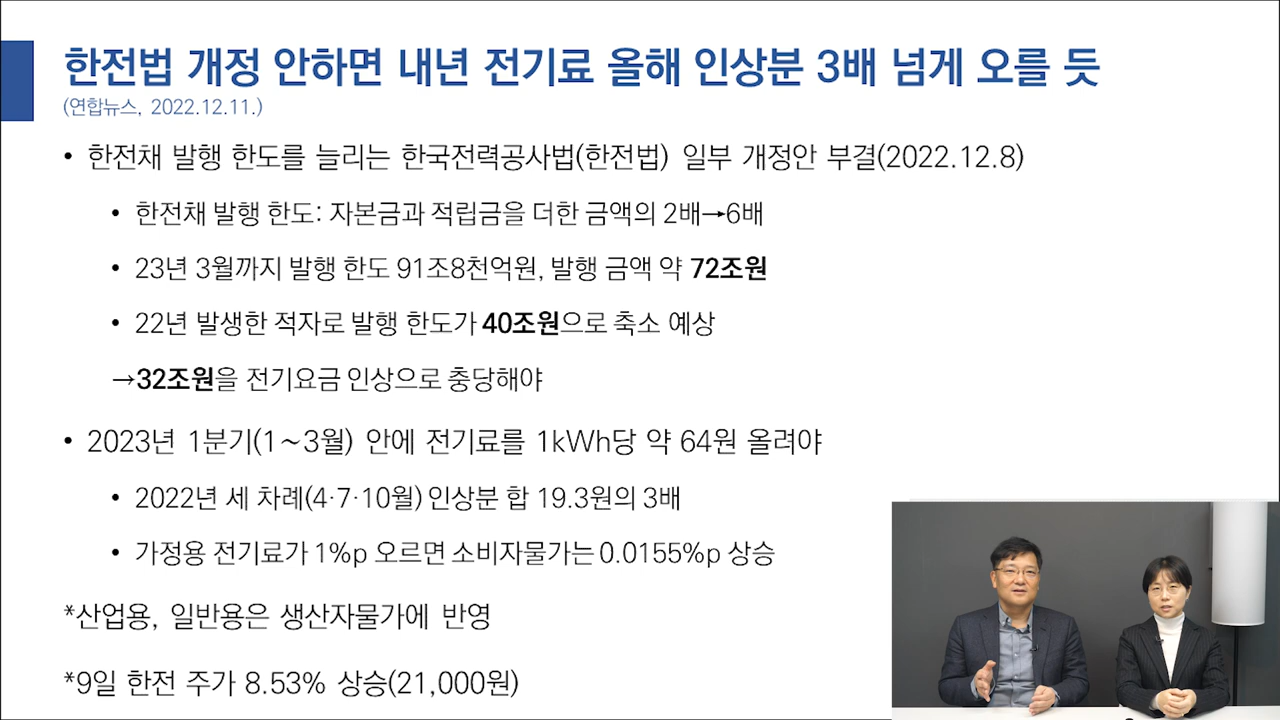 한전법 개정 안하면 내년 전기료 올해 인상분 3배 넘게 오를 듯
(연합뉴스, 2022.12.11.)
• 한전채 발행 한도를 늘리는 한국전력공사법(한전법) 일부 개정안 부결(2022.12.8)
• 한전채 발행 한도: 자본금과 적립금을 더한 금액의 2배→6배
• 23년 3월까지 발행 한도 91조8천억원, 발행 금액 약 72조원
• 22년 발생한 적자로 발행 한도가 40조원으로 축소 예상
→32조원을 전기요금 인상으로 충당해야
• 2023년 1분기(1~3월) 안에 전기료를 1kWh당 약 64원 올려야
• 2022년 세 차례(4·7·10월) 인상분 합 19.3원의 3배
• 가정용 전기료가 1%p 오르면 소비자물가는 0.0155%p 상승
*산업용, 일반용은 생산자물가에 반영
*9일 한전 주가 8.53% 상승(21,000원)